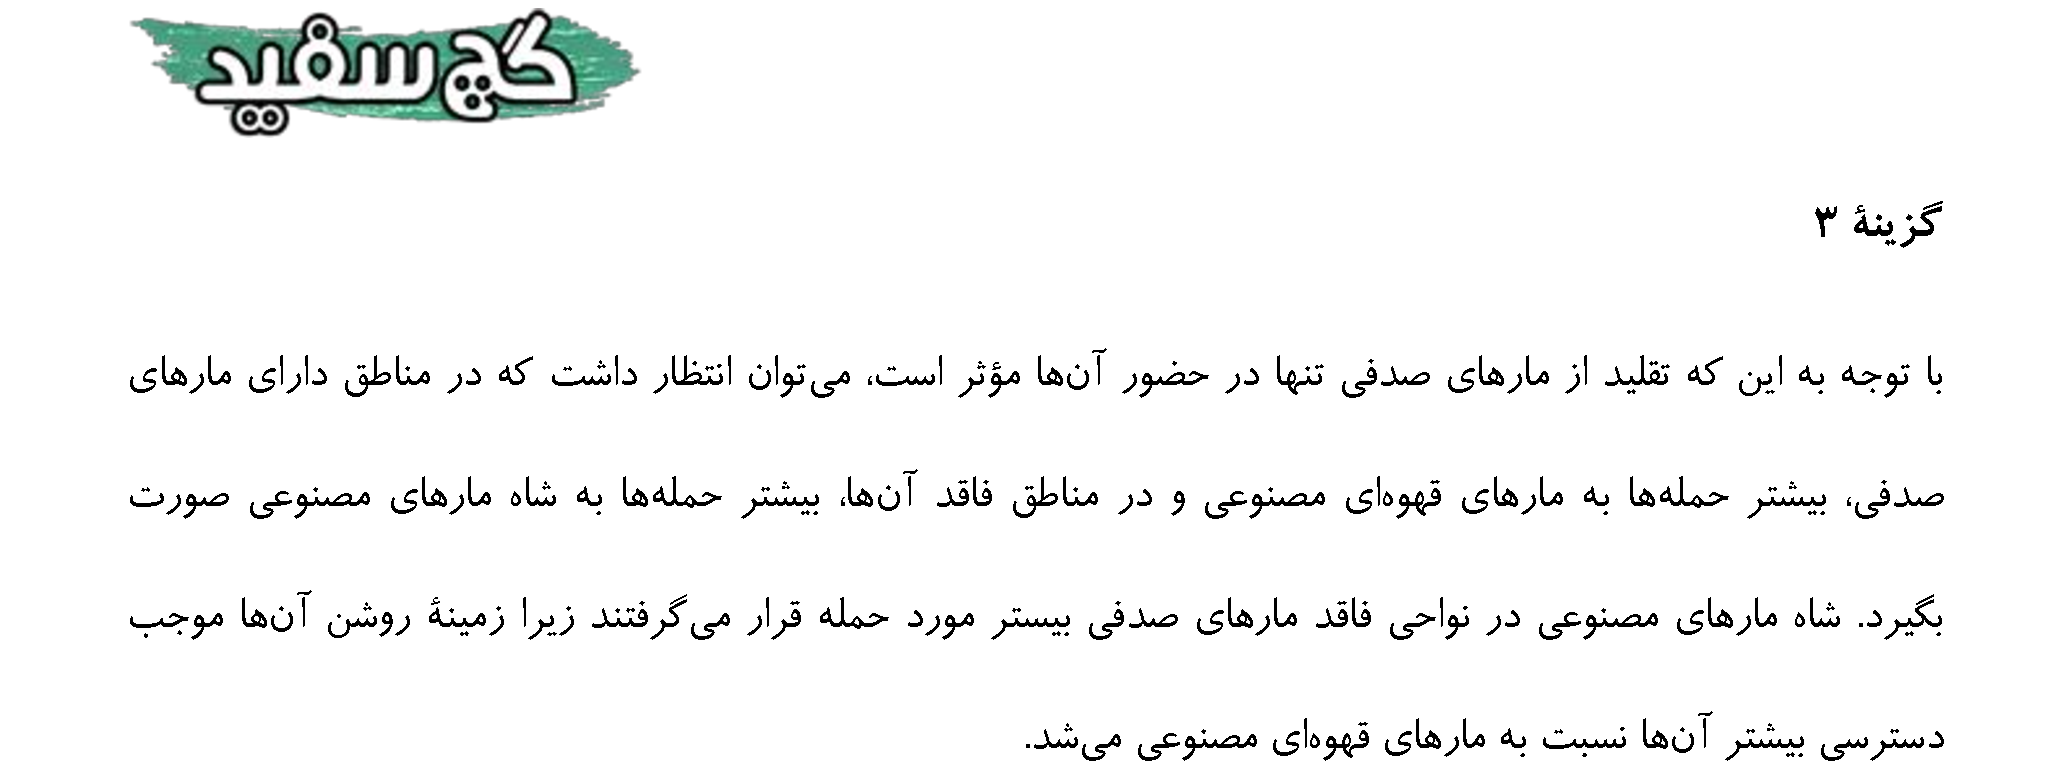 گچ سفید
گزینهٔ ۳
با توجه به این که تقلید از مارهای صدفی تنها در حضور آن‌ها مؤثر است، می‌توان انتظار داشت که در مناطق دارای مارهای
صدفی، بیشتر حمله‌ها به مارهای قهوه‌ای مصنوعی و در مناطق فاقد آن‌ها، بیشتر حمله‌ها به شاه مارهای مصنوعی صورت
بگیرد. شاه مارهای مصنوعی در نواحی فاقد مارهای صدفی بیستر مورد حمله قرار می‌گرفتند زیرا زمینهٔ روشن آن‌ها موجب
دسترسی بیشتر آن‌ها نسبت به مارهای قهوه‌ای مصنوعی می‌شد.